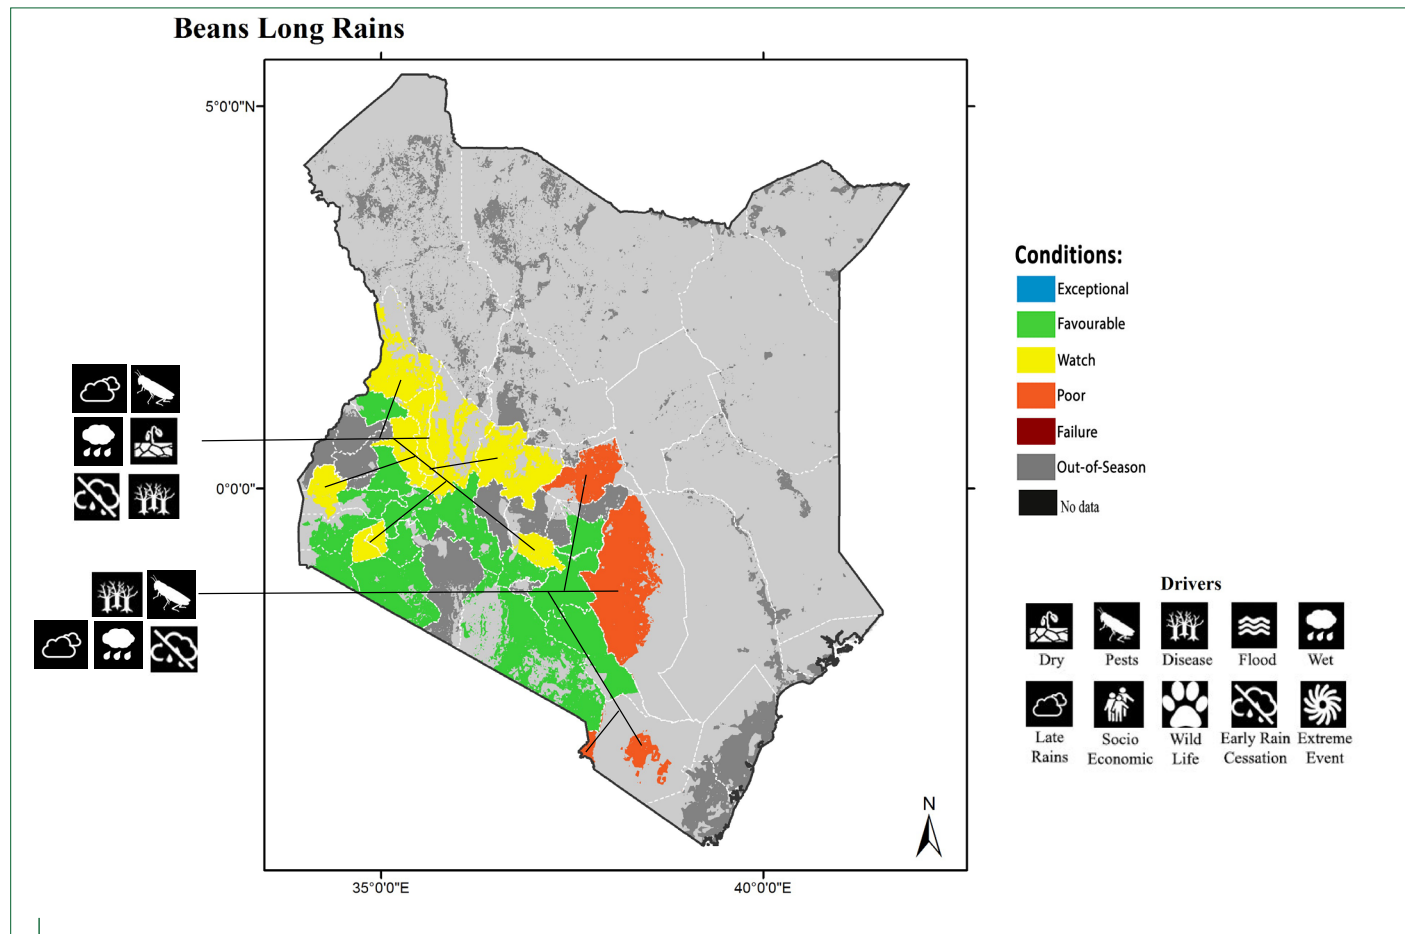 Beans Long Rains
5°0'0"N
0°0'0"
35°0'0"E
40°0'0"E
N
Conditions:
Exceptional
Favourable
Watch
Poor
Failure
Out-of-Season
No data
Drivers
Dry
Pests
Disease
Flood
Wet
Late
Rains
Socio
Economic
Wild
Life
Early Rain
Cessation
Extreme
Event